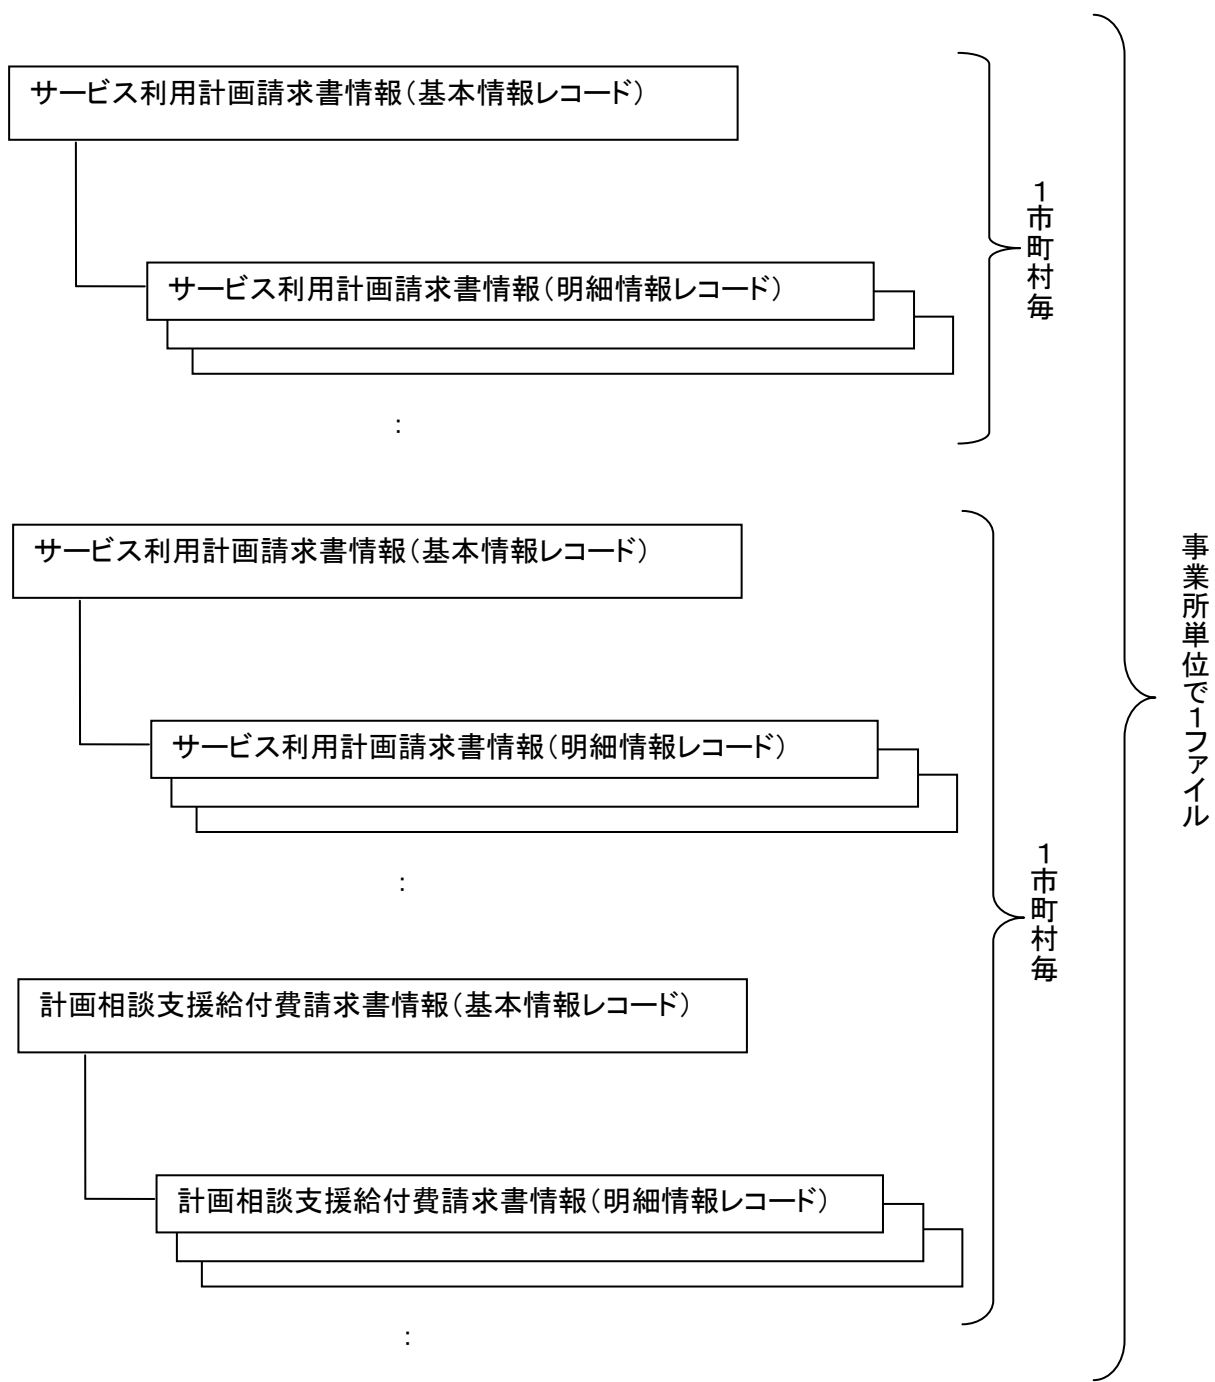 サービス利用計画請求書情報（基本情報レコード）
サービス利用計画請求書情報（明細情報レコード）
：
１市町村毎
サービス利用計画請求書情報（基本情報レコード）
サービス利用計画請求書情報（明細情報レコード）
：
計画相談支援給付費請求書情報（基本情報レコード）
計画相談支援給付費請求書情報（明細情報レコード）
：
１市町村毎
事業所単位で１ファイル